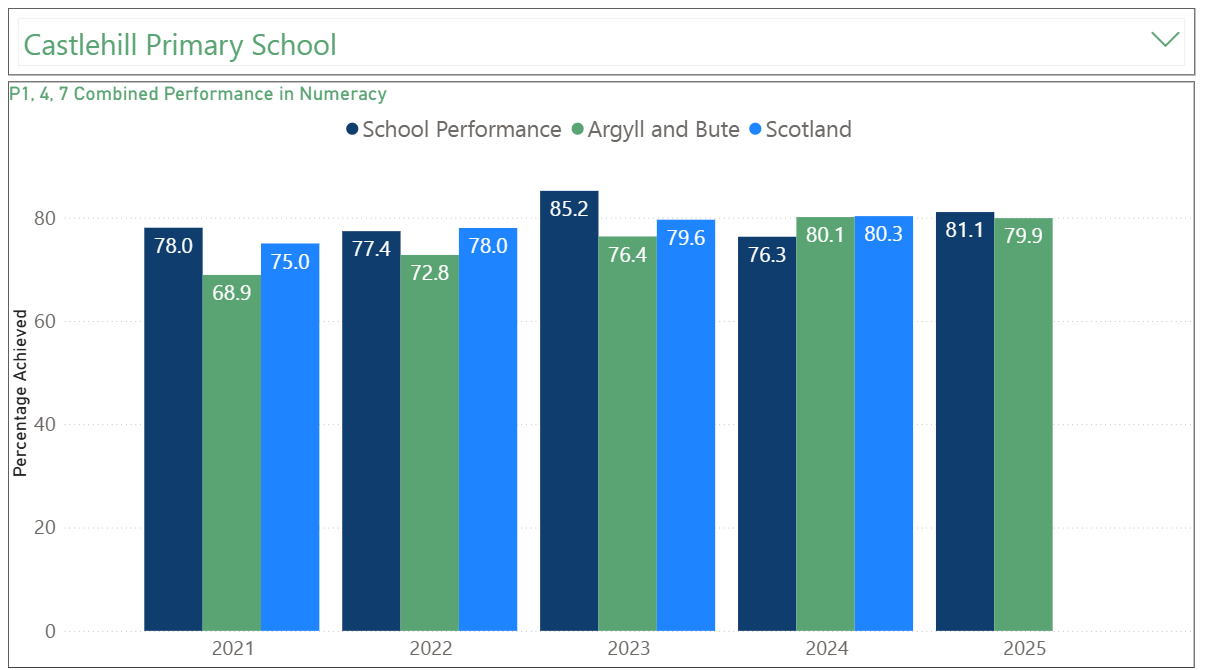 Castlehill Primary School
P1, 4, 7 Combined Performance in Numeracy
School Performance Argyll and Bute Scotland
Percentage Achieved
80
60
40
20
0
78.0 68.9 75.0
77.4 72.8 78.0
85.2 76.4 79.6
76.3 80.1 80.3
81.1 79.9
2021 2022 2023 2024 2025